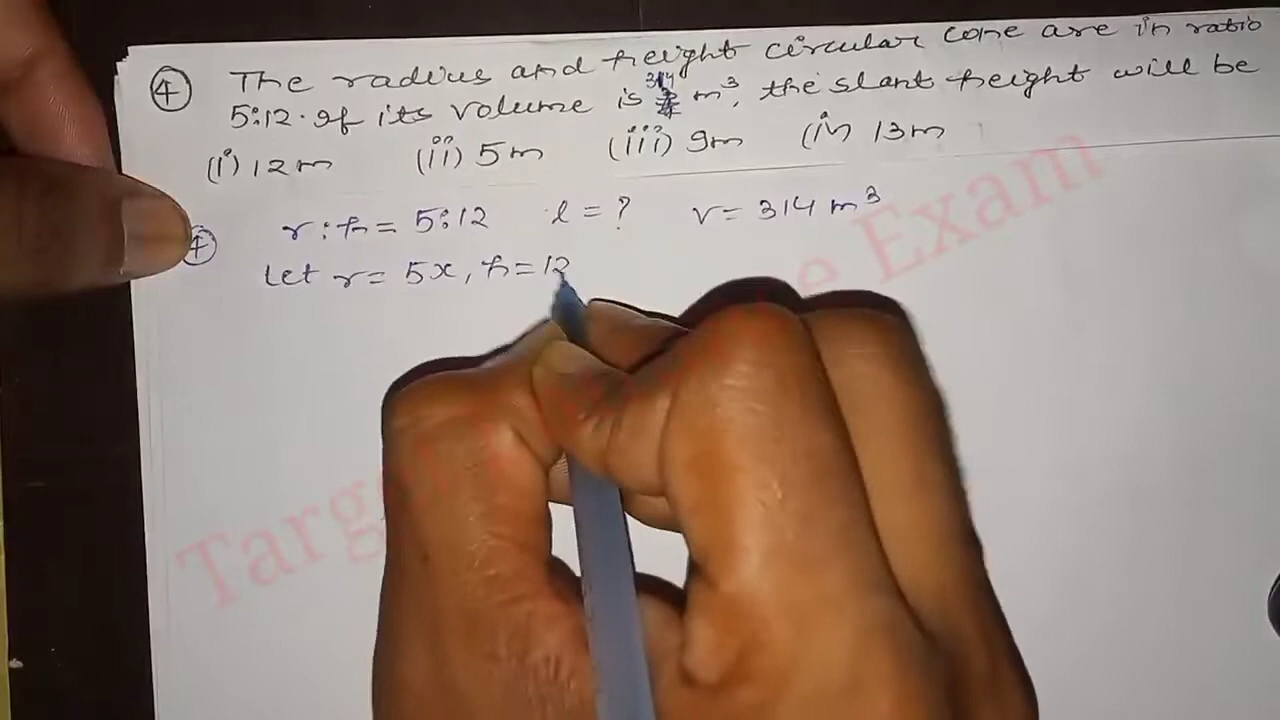 ④ The radius and height circular cone are in ratio
5:12. If its volume is 314 m³, the slant height will be
(i) 12m (ii) 5m (iii) 9m (iv) 13m
④ r:h = 5:12 l = ? V = 314 m³
Let r = 5x, h = 12
Target Exam